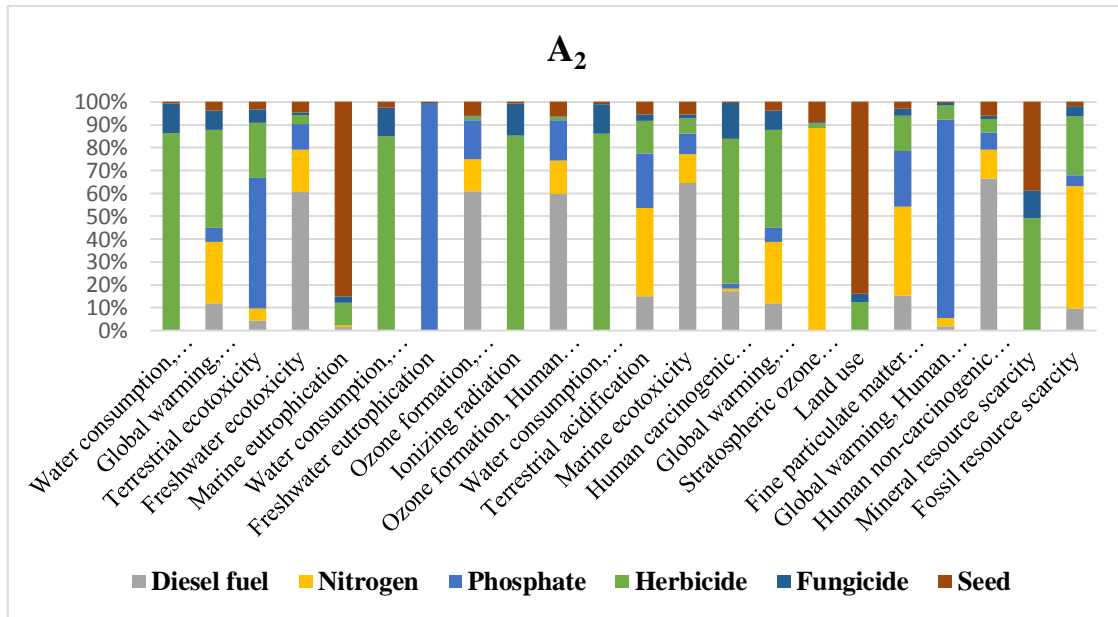 A2
100%
90%
80%
70%
60%
50%
40%
30%
20%
10%
0%
Water consumption,…
Global warming,…
Terrestrial ecotoxicity
Freshwater ecotoxicity
Marine eutrophication
Water consumption,…
Freshwater eutrophication
Ozone formation,…
Ionizing radiation
Ozone formation, Human…
Water consumption,…
Terrestrial acidification
Marine ecotoxicity
Human carcinogenic…
Global warming,…
Stratospheric ozone…
Land use
Fine particulate matter…
Global warming, Human…
Human non-carcinogenic…
Mineral resource scarcity
Fossil resource scarcity
Diesel fuel Nitrogen Phosphate Herbicide Fungicide Seed